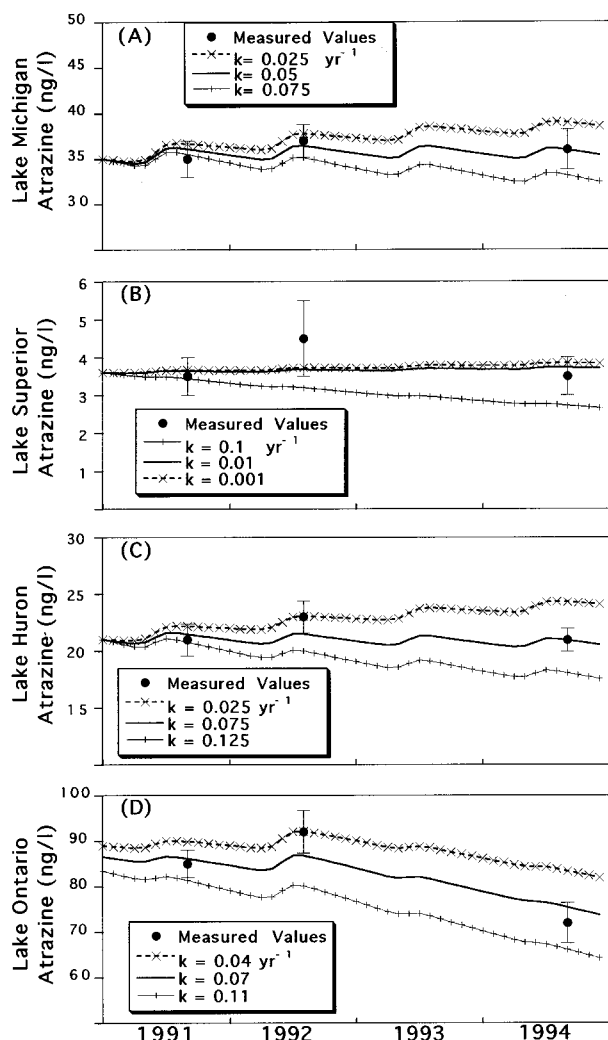 (A)
Measured Values
k= 0.025 yr⁻¹
k= 0.05
k= 0.075
50
40
35
30
Lake Michigan
Atrazine (ng/l)
(B)
6
5
4
3
2
1
Lake Superior
Atrazine (ng/l)
Measured Values
k = 0.1 yr⁻¹
k = 0.01
k = 0.001
(C)
30
25
20
15
Lake Huron
Atrazine (ng/l)
Measured Values
k = 0.025 yr⁻¹
k = 0.075
k = 0.125
(D)
100
90
80
70
60
Lake Ontario
Atrazine (ng/l)
Measured Values
k = 0.04 yr⁻¹
k = 0.07
k = 0.11
1991 1992 1993 1994